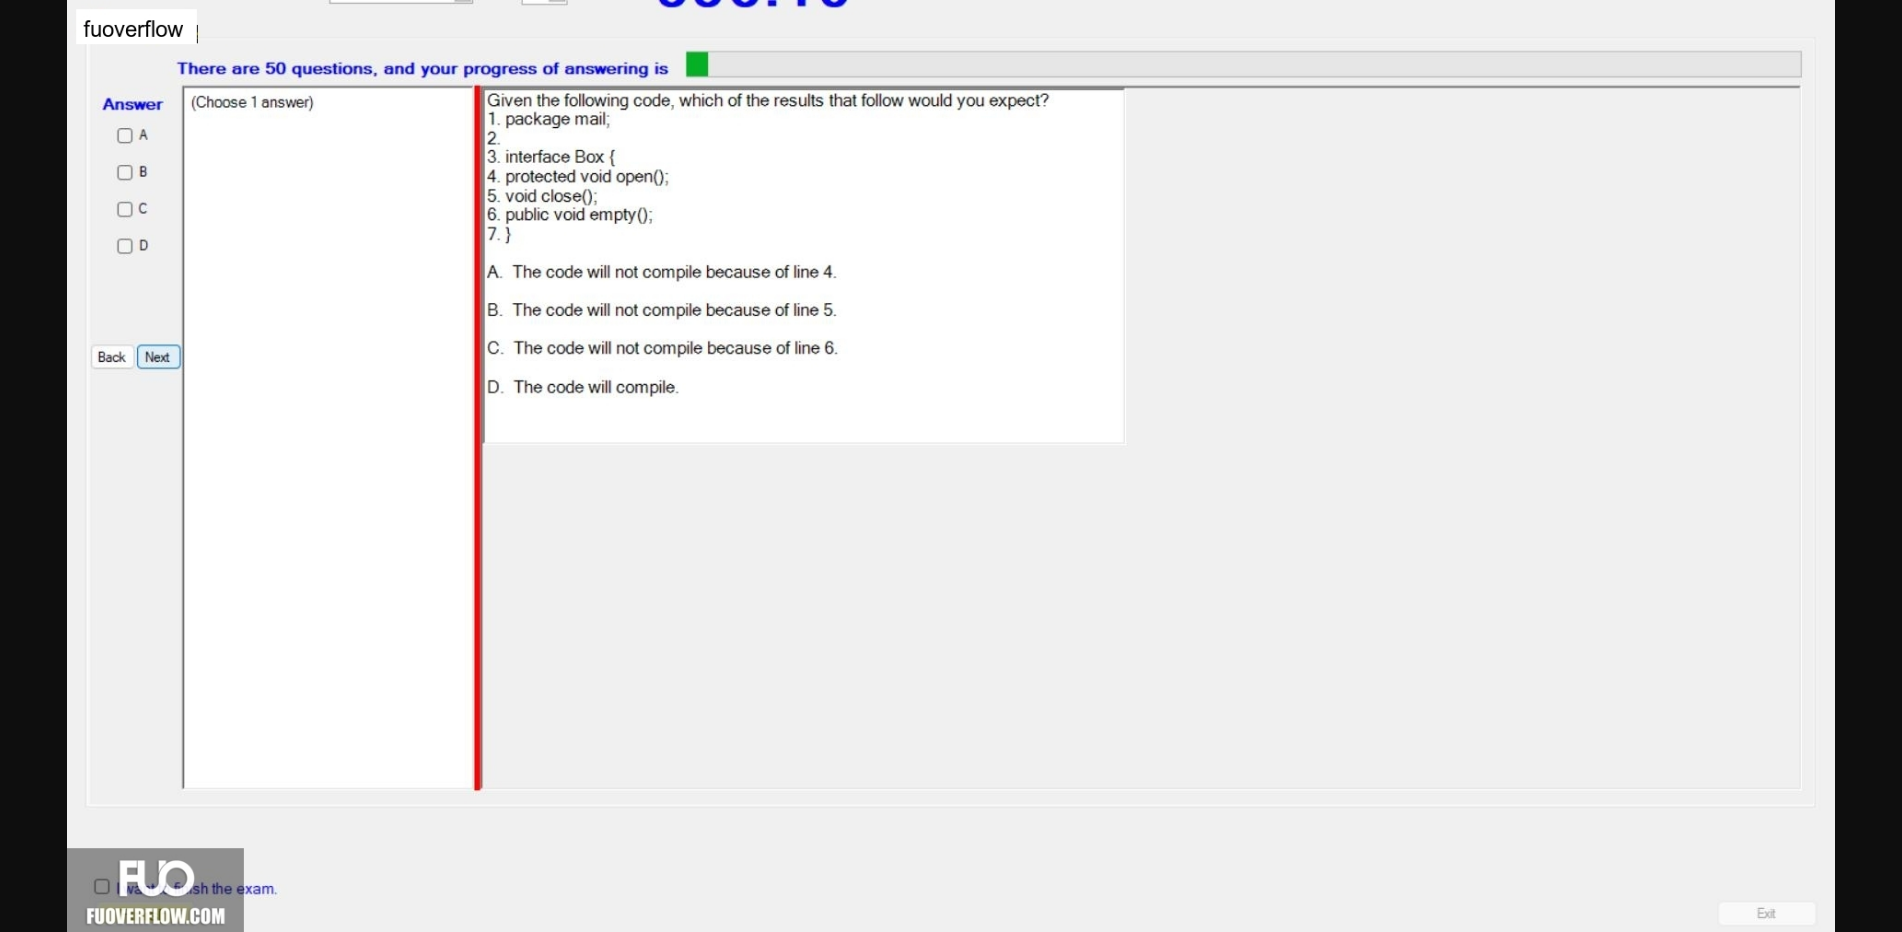 fuoverflow
There are 50 questions, and your progress of answering is
Answer
A
B
C
D
Back
Next
(Choose 1 answer)
Given the following code, which of the results that follow would you expect?
1. package mail;
2.
3. interface Box {
4. protected void open();
5. void close();
6. public void empty();
7. }
A. The code will not compile because of line 4.
B. The code will not compile because of line 5.
C. The code will not compile because of line 6.
D. The code will compile.
FUO
the exam.
FUOVERFLOW.COM
Exit